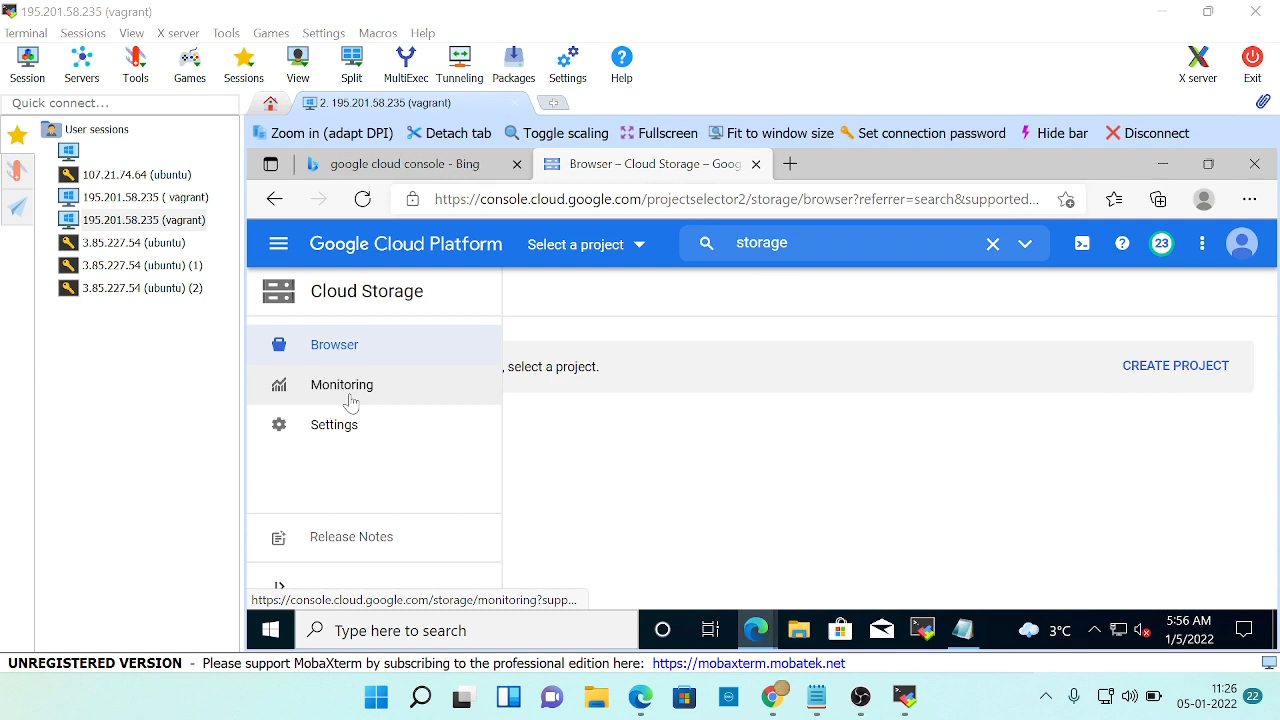 195.201.58.235 (vagrant)
Terminal Sessions View X server Tools Games Settings Macros Help
Session Servers Tools Games Sessions View Split MultiExec Tunneling Packages Settings Help X server Exit
Quick connect...
2. 195.201.58.235 (vagrant)
Zoom in (adapt DPI) Detach tab Toggle scaling Fullscreen Fit to window size Set connection password Hide bar Disconnect
User sessions
107.21.74.64 (ubuntu)
195.201.58.235 ( vagrant)
195.201.58.235 (vagrant)
3.85.227.54 (ubuntu)
3.85.227.54 (ubuntu) (1)
3.85.227.54 (ubuntu) (2)
google cloud console - Bing
Browser – Cloud Storage – Goog
https://console.cloud.google.com/projectselector2/storage/browser?referrer=search&supported...
Google Cloud Platform Select a project storage 23
Cloud Storage
Browser
Monitoring
Settings
, select a project. CREATE PROJECT
Release Notes
https://console.cloud.google.com/storage/monitoring?supp...
Type here to search
3°C
5:56 AM
1/5/2022
UNREGISTERED VERSION - Please support MobaXterm by subscribing to the professional edition here: https://mobaxterm.mobatek.net
11:26
05-01-2022
22